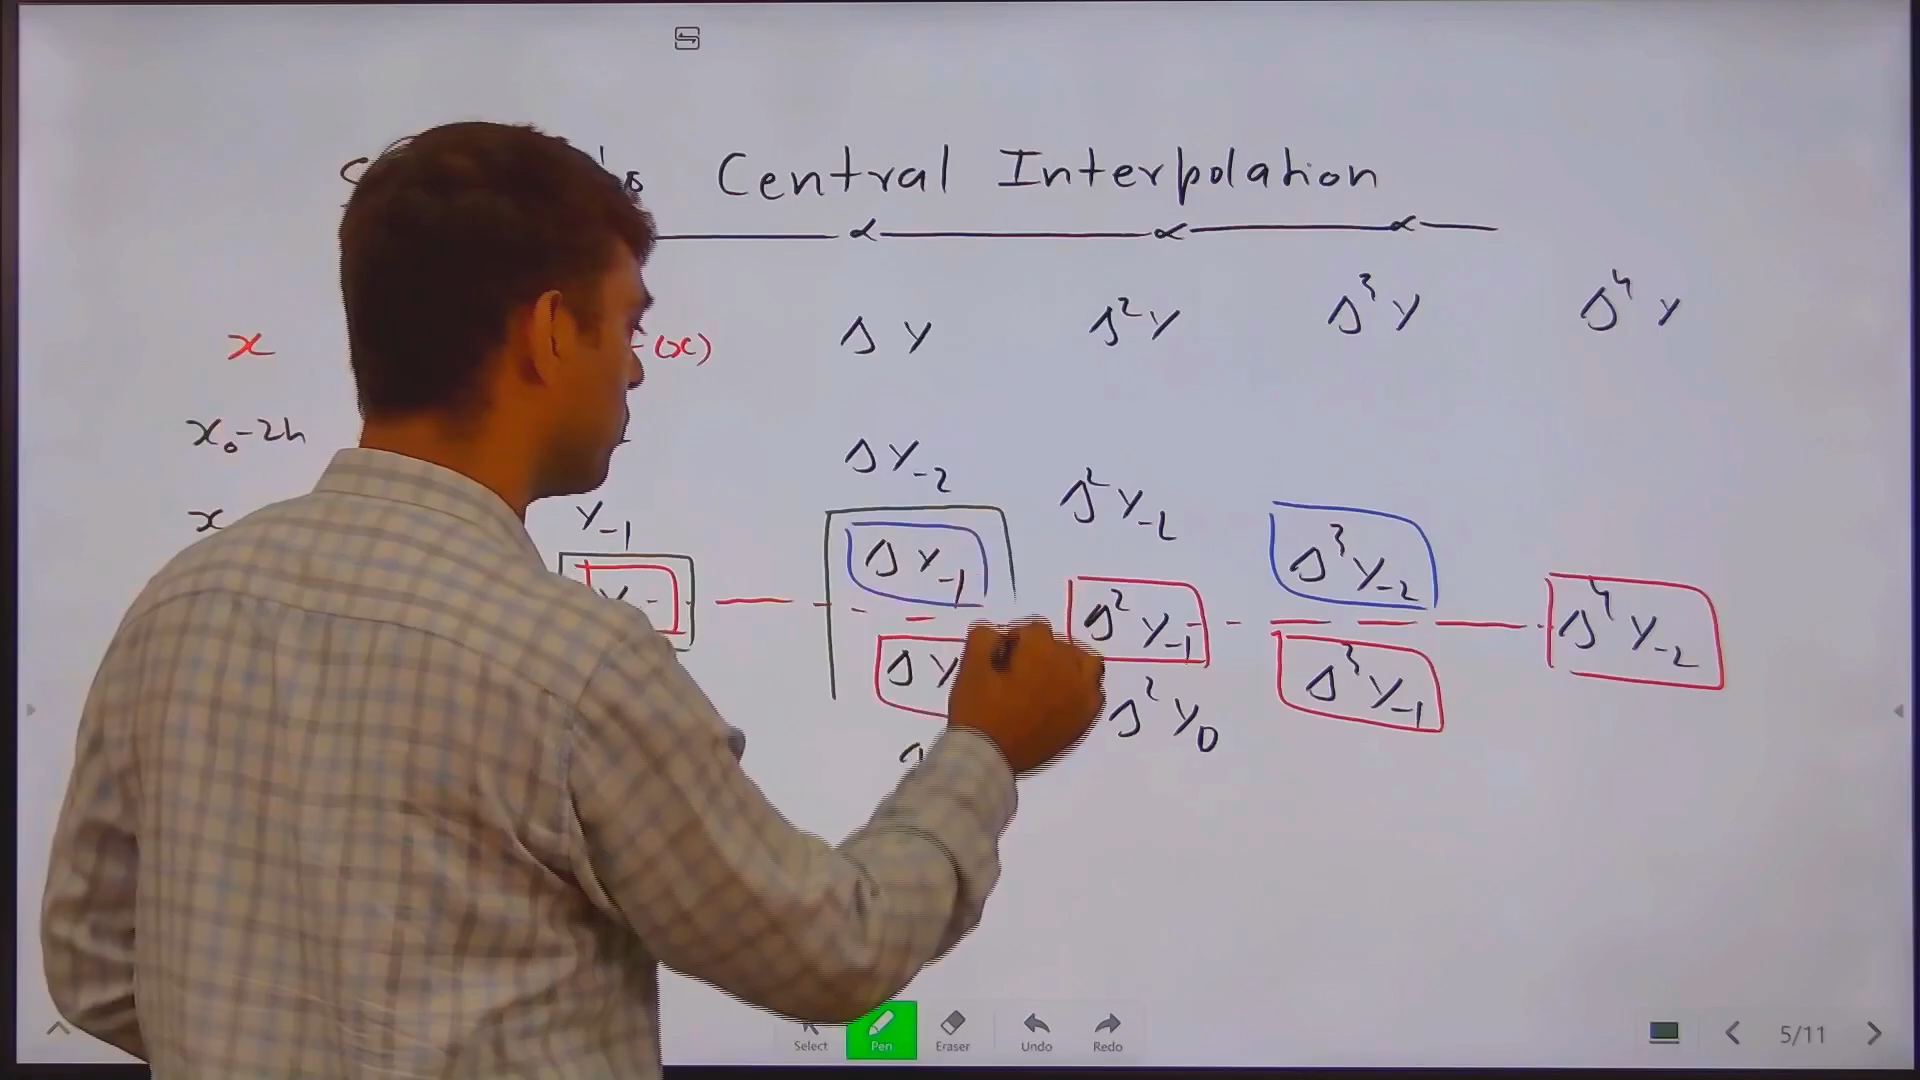 Central Interpolation
x (x) Δy Δ²y Δ³y Δ⁴y
x₀-2h Δy₋₂
x y₋₁ Δy₋₁ Δ²y₋₂ Δ³y₋₂
Δy Δ²y₋₁ Δ³y₋₁ Δ⁴y₋₂
Δ²y₀
Select Pen Eraser Undo Redo 5/11